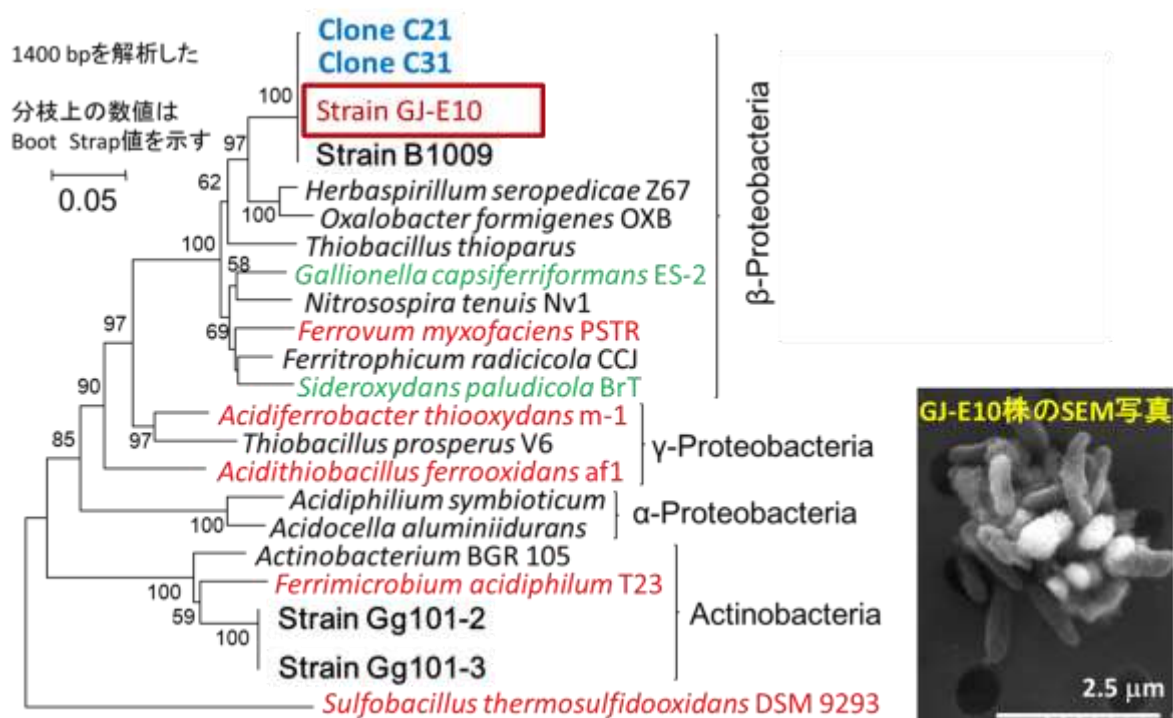 1400 bpを解析した
分枝上の数値は
Boot Strap値を示す
0.05
Clone C21
Clone C31
Strain GJ-E10
Strain B1009
Herbaspirillum seropedicae Z67
Oxalobacter formigenes OXB
Thiobacillus thioparus
Gallionella capsiferriformans ES-2
Nitrosospira tenuis Nv1
Ferrovum myxofaciens PSTR
Ferritrophicum radicicola CCJ
Sideroxydans paludicola BrT
Acidiferrobacter thiooxydans m-1
Thiobacillus prosperus V6
Acidithiobacillus ferrooxidans af1
Acidiphilium symbioticum
Acidocella aluminiidurans
Actinobacterium BGR 105
Ferrimicrobium acidiphilum T23
Strain Gg101-2
Strain Gg101-3
Sulfobacillus thermosulfidooxidans DSM 9293
100
97
62
100
100
58
69
97
90
97
85
100
100
59
100
β-Proteobacteria
γ-Proteobacteria
α-Proteobacteria
Actinobacteria
GJ-E10株のSEM写真
2.5 μm